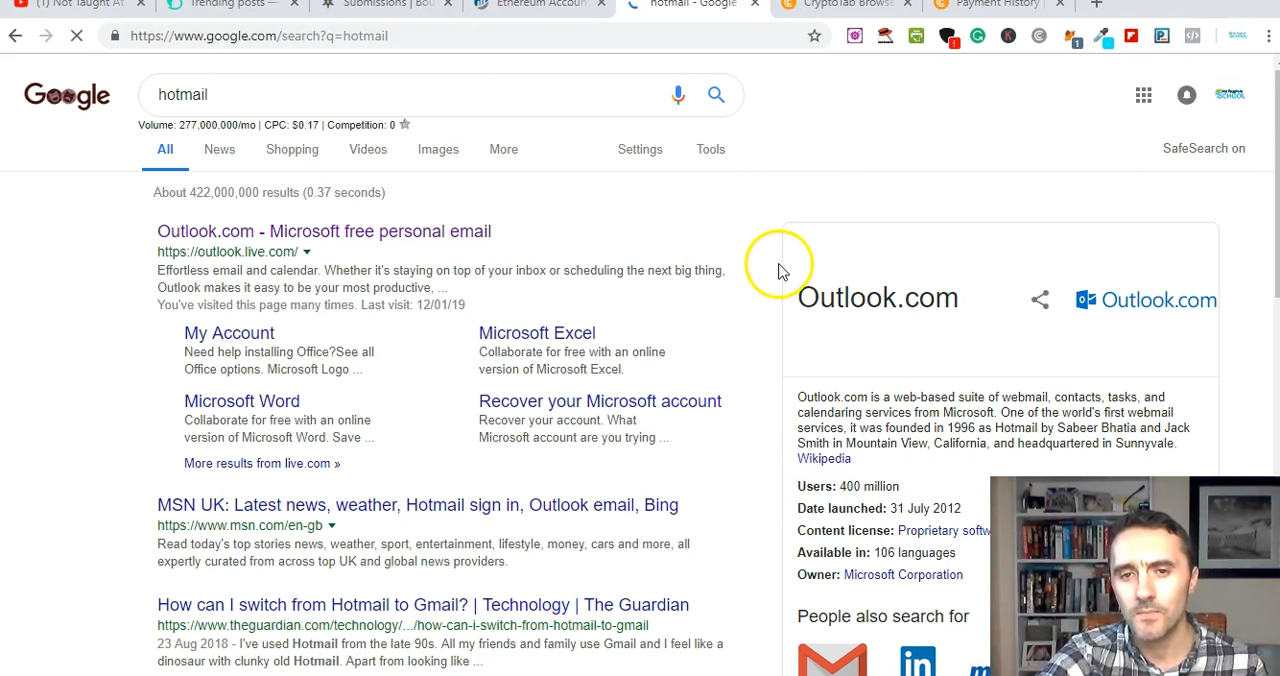 (1) Not Taught At
Trending posts —
Submissions | Bou
Ethereum Accoun
hotmail - Google
CryptoTab Browse
Payment History
https://www.google.com/search?q=hotmail
Google
hotmail
Volume: 277,000,000/mo | CPC: $0.17 | Competition: 0
All
News
Shopping
Videos
Images
More
Settings
Tools
SafeSearch on
About 422,000,000 results (0.37 seconds)
Outlook.com - Microsoft free personal email
https://outlook.live.com/
Effortless email and calendar. Whether it's staying on top of your inbox or scheduling the next big thing,
Outlook makes it easy to be your most productive, ...
You've visited this page many times. Last visit: 12/01/19
My Account
Need help installing Office?See all
Office options. Microsoft Logo ...
Microsoft Excel
Collaborate for free with an online
version of Microsoft Excel.
Microsoft Word
Collaborate for free with an online
version of Microsoft Word. Save ...
Recover your Microsoft account
Recover your account. What
Microsoft account are you trying ...
More results from live.com »
MSN UK: Latest news, weather, Hotmail sign in, Outlook email, Bing
https://www.msn.com/en-gb
Read today's top stories news, weather, sport, entertainment, lifestyle, money, cars and more, all
expertly curated from across top UK and global news providers.
How can I switch from Hotmail to Gmail? | Technology | The Guardian
https://www.theguardian.com/technology/.../how-can-i-switch-from-hotmail-to-gmail
23 Aug 2018 - I've used Hotmail from the late 90s. All my friends and family use Gmail and I feel like a
dinosaur with clunky old Hotmail. Apart from looking like ...
Outlook.com
Outlook.com
Outlook.com is a web-based suite of webmail, contacts, tasks, and
calendaring services from Microsoft. One of the world's first webmail
services, it was founded in 1996 as Hotmail by Sabeer Bhatia and Jack
Smith in Mountain View, California, and headquartered in Sunnyvale.
Wikipedia
Users: 400 million
Date launched: 31 July 2012
Content license: Proprietary softw
Available in: 106 languages
Owner: Microsoft Corporation
People also search for
in